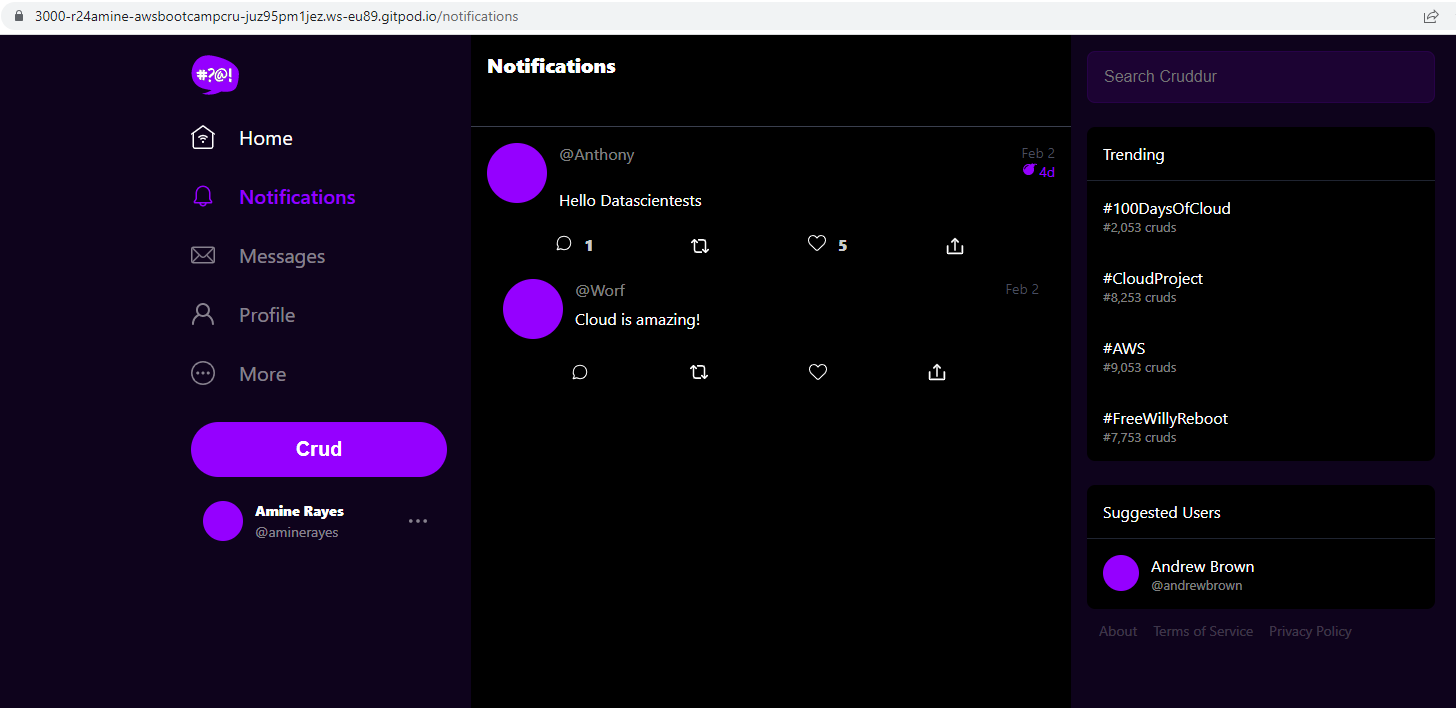 3000-r24amine-awsbootcampcru-juz95pm1jez.ws-eu89.gitpod.io/notifications
#?@!
Home
Notifications
Messages
Profile
More
Crud
Amine Rayes
@aminerayes
Notifications
@Anthony
Feb 2
4d
Hello Datascientests
1
5
@Worf
Feb 2
Cloud is amazing!
Search Cruddur
Trending
#100DaysOfCloud
#2,053 cruds
#CloudProject
#8,253 cruds
#AWS
#9,053 cruds
#FreeWillyReboot
#7,753 cruds
Suggested Users
Andrew Brown
@andrewbrown
About Terms of Service Privacy Policy